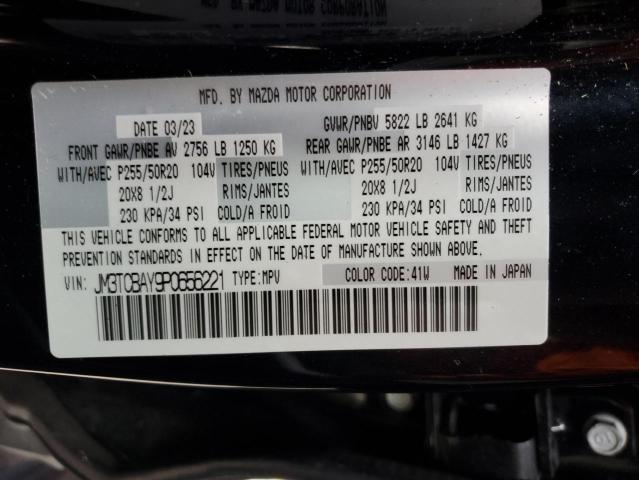 MFD. BY MAZDA MOTOR CORPORATION
DATE 03/23 GVWR/PNBV 5822 LB 2641 KG
FRONT GAWR/PNBE AV 2756 LB 1250 KG REAR GAWR/PNBE AR 3146 LB 1427 KG
WITH/AVEC P255/50R20 104V TIRES/PNEUS WITH/AVEC P255/50R20 104V TIRES/PNEUS
20X8 1/2J RIMS/JANTES 20X8 1/2J RIMS/JANTES
230 KPA/34 PSI COLD/A FROID 230 KPA/34 PSI COLD/A FROID
THIS VEHICLE CONFORMS TO ALL APPLICABLE FEDERAL MOTOR VEHICLE SAFETY AND THEFT
PREVENTION STANDARDS IN EFFECT ON THE DATE OF MANUFACTURE SHOWN ABOVE.
VIN: JM3TCBAY9P0656221 TYPE:MPV COLOR CODE:41W MADE IN JAPAN